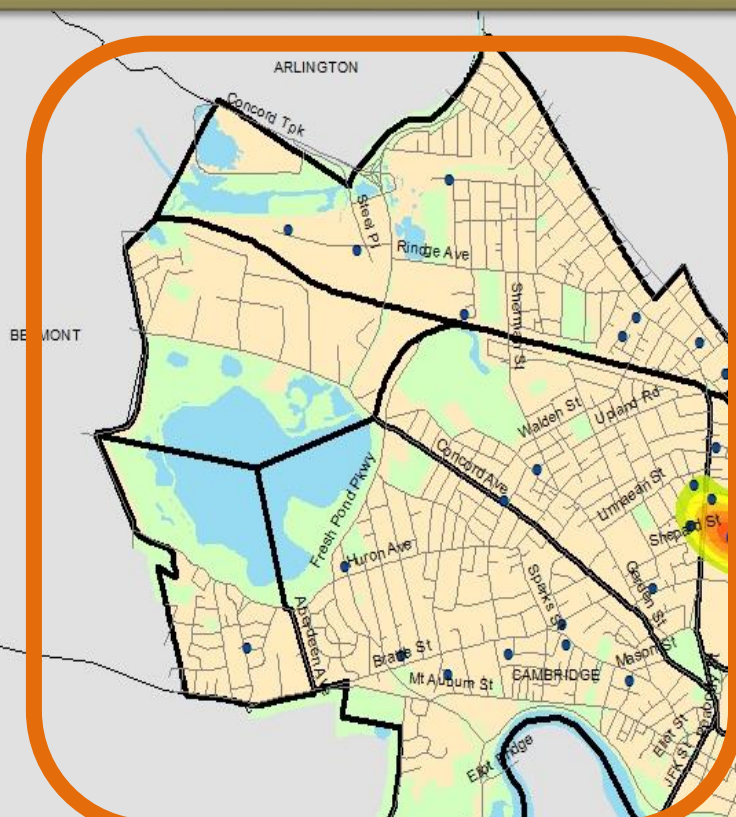 ARLINGTON
Concord Tpk
Steel Pl
Rindge Ave
Sherman St
BELMONT
Walden St
Upland Rd
Concord Ave
Linnaean St
Shepard St
Fresh Pond Pkwy
Huron Ave
Garden St
Sparks St
Aberdeen Ave
Brattle St
Mason St
Mt Auburn St
CAMBRIDGE
Eliot St
Eliot Bridge
JFK St